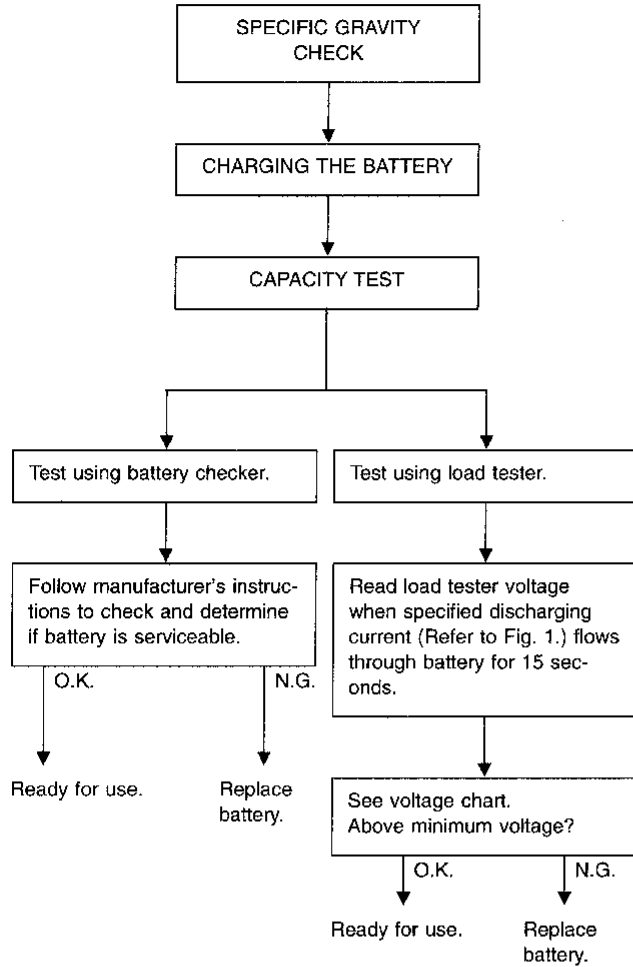 SPECIFIC GRAVITY
CHECK
CHARGING THE BATTERY
CAPACITY TEST
Test using battery checker.
Test using load tester.
Follow manufacturer's instruc-
tions to check and determine
if battery is serviceable.
Read load tester voltage
when specified discharging
current (Refer to Fig. 1.) flows
through battery for 15 sec-
onds.
O.K.
N.G.
Ready for use.
Replace
battery.
See voltage chart.
Above minimum voltage?
O.K.
N.G.
Ready for use.
Replace
battery.